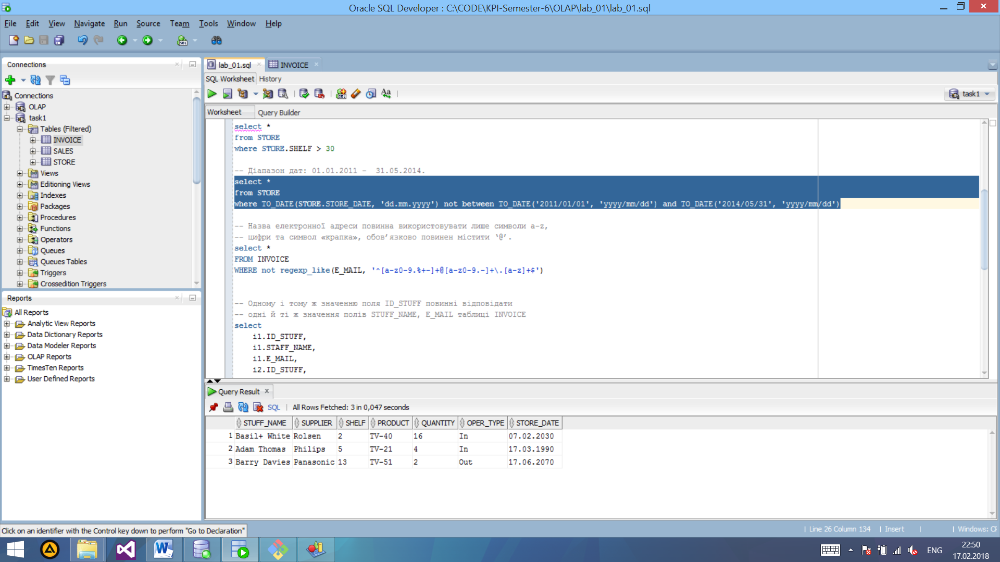 Oracle SQL Developer : C:\CODE\KPI-Semester-6\OLAP\lab_01\lab_01.sql
File Edit View Navigate Run Source Team Tools Window Help
Connections
Connections
OLAP
task1
Tables (Filtered)
INVOICE
SALES
STORE
Views
Editioning Views
Indexes
Packages
Procedures
Functions
Operators
Queues
Queues Tables
Triggers
Crossedition Triggers
Reports
All Reports
Analytic View Reports
Data Dictionary Reports
Data Modeler Reports
OLAP Reports
TimesTen Reports
User Defined Reports
lab_01.sql INVOICE
SQL Worksheet History
task1
Worksheet Query Builder
select *
from STORE
where STORE.SHELF > 30
-- Діапазон дат: 01.01.2011 - 31.05.2014.
select *
from STORE
where TO_DATE(STORE.STORE_DATE, 'dd.mm.yyyy') not between TO_DATE('2011/01/01', 'yyyy/mm/dd') and TO_DATE('2014/05/31', 'yyyy/mm/dd')
-- Назва електронної адреси повинна використовувати лише символи a-z,
-- цифри та символ «крапка», обов’язково повинен містити ‘@’.
select *
FROM INVOICE
WHERE not regexp_like(E_MAIL, '^[a-z0-9.%+-]+@[a-z0-9.-]+\.[a-z]+$')
-- Одному і тому ж значенню поля ID_STUFF повинні відповідати
-- одні й ті ж значення полів STUFF_NAME, E_MAIL таблиці INVOICE
select
i1.ID_STUFF,
i1.STAFF_NAME,
i1.E_MAIL,
i2.ID_STUFF,
Query Result
SQL | All Rows Fetched: 3 in 0,047 seconds
STUFF_NAME SUPPLIER SHELF PRODUCT QUANTITY OPER_TYPE STORE_DATE
1 Basil+ White Rolsen 2 TV-40 16 In 07.02.2030
2 Adam Thomas Philips 5 TV-21 4 In 17.03.1990
3 Barry Davies Panasonic 13 TV-51 2 Out 17.06.2070
Click on an identifier with the Control key down to perform "Go to Declaration"
| Line 26 Column 134 | Insert | | Windows: CF
ENG
22:50
17.02.2018